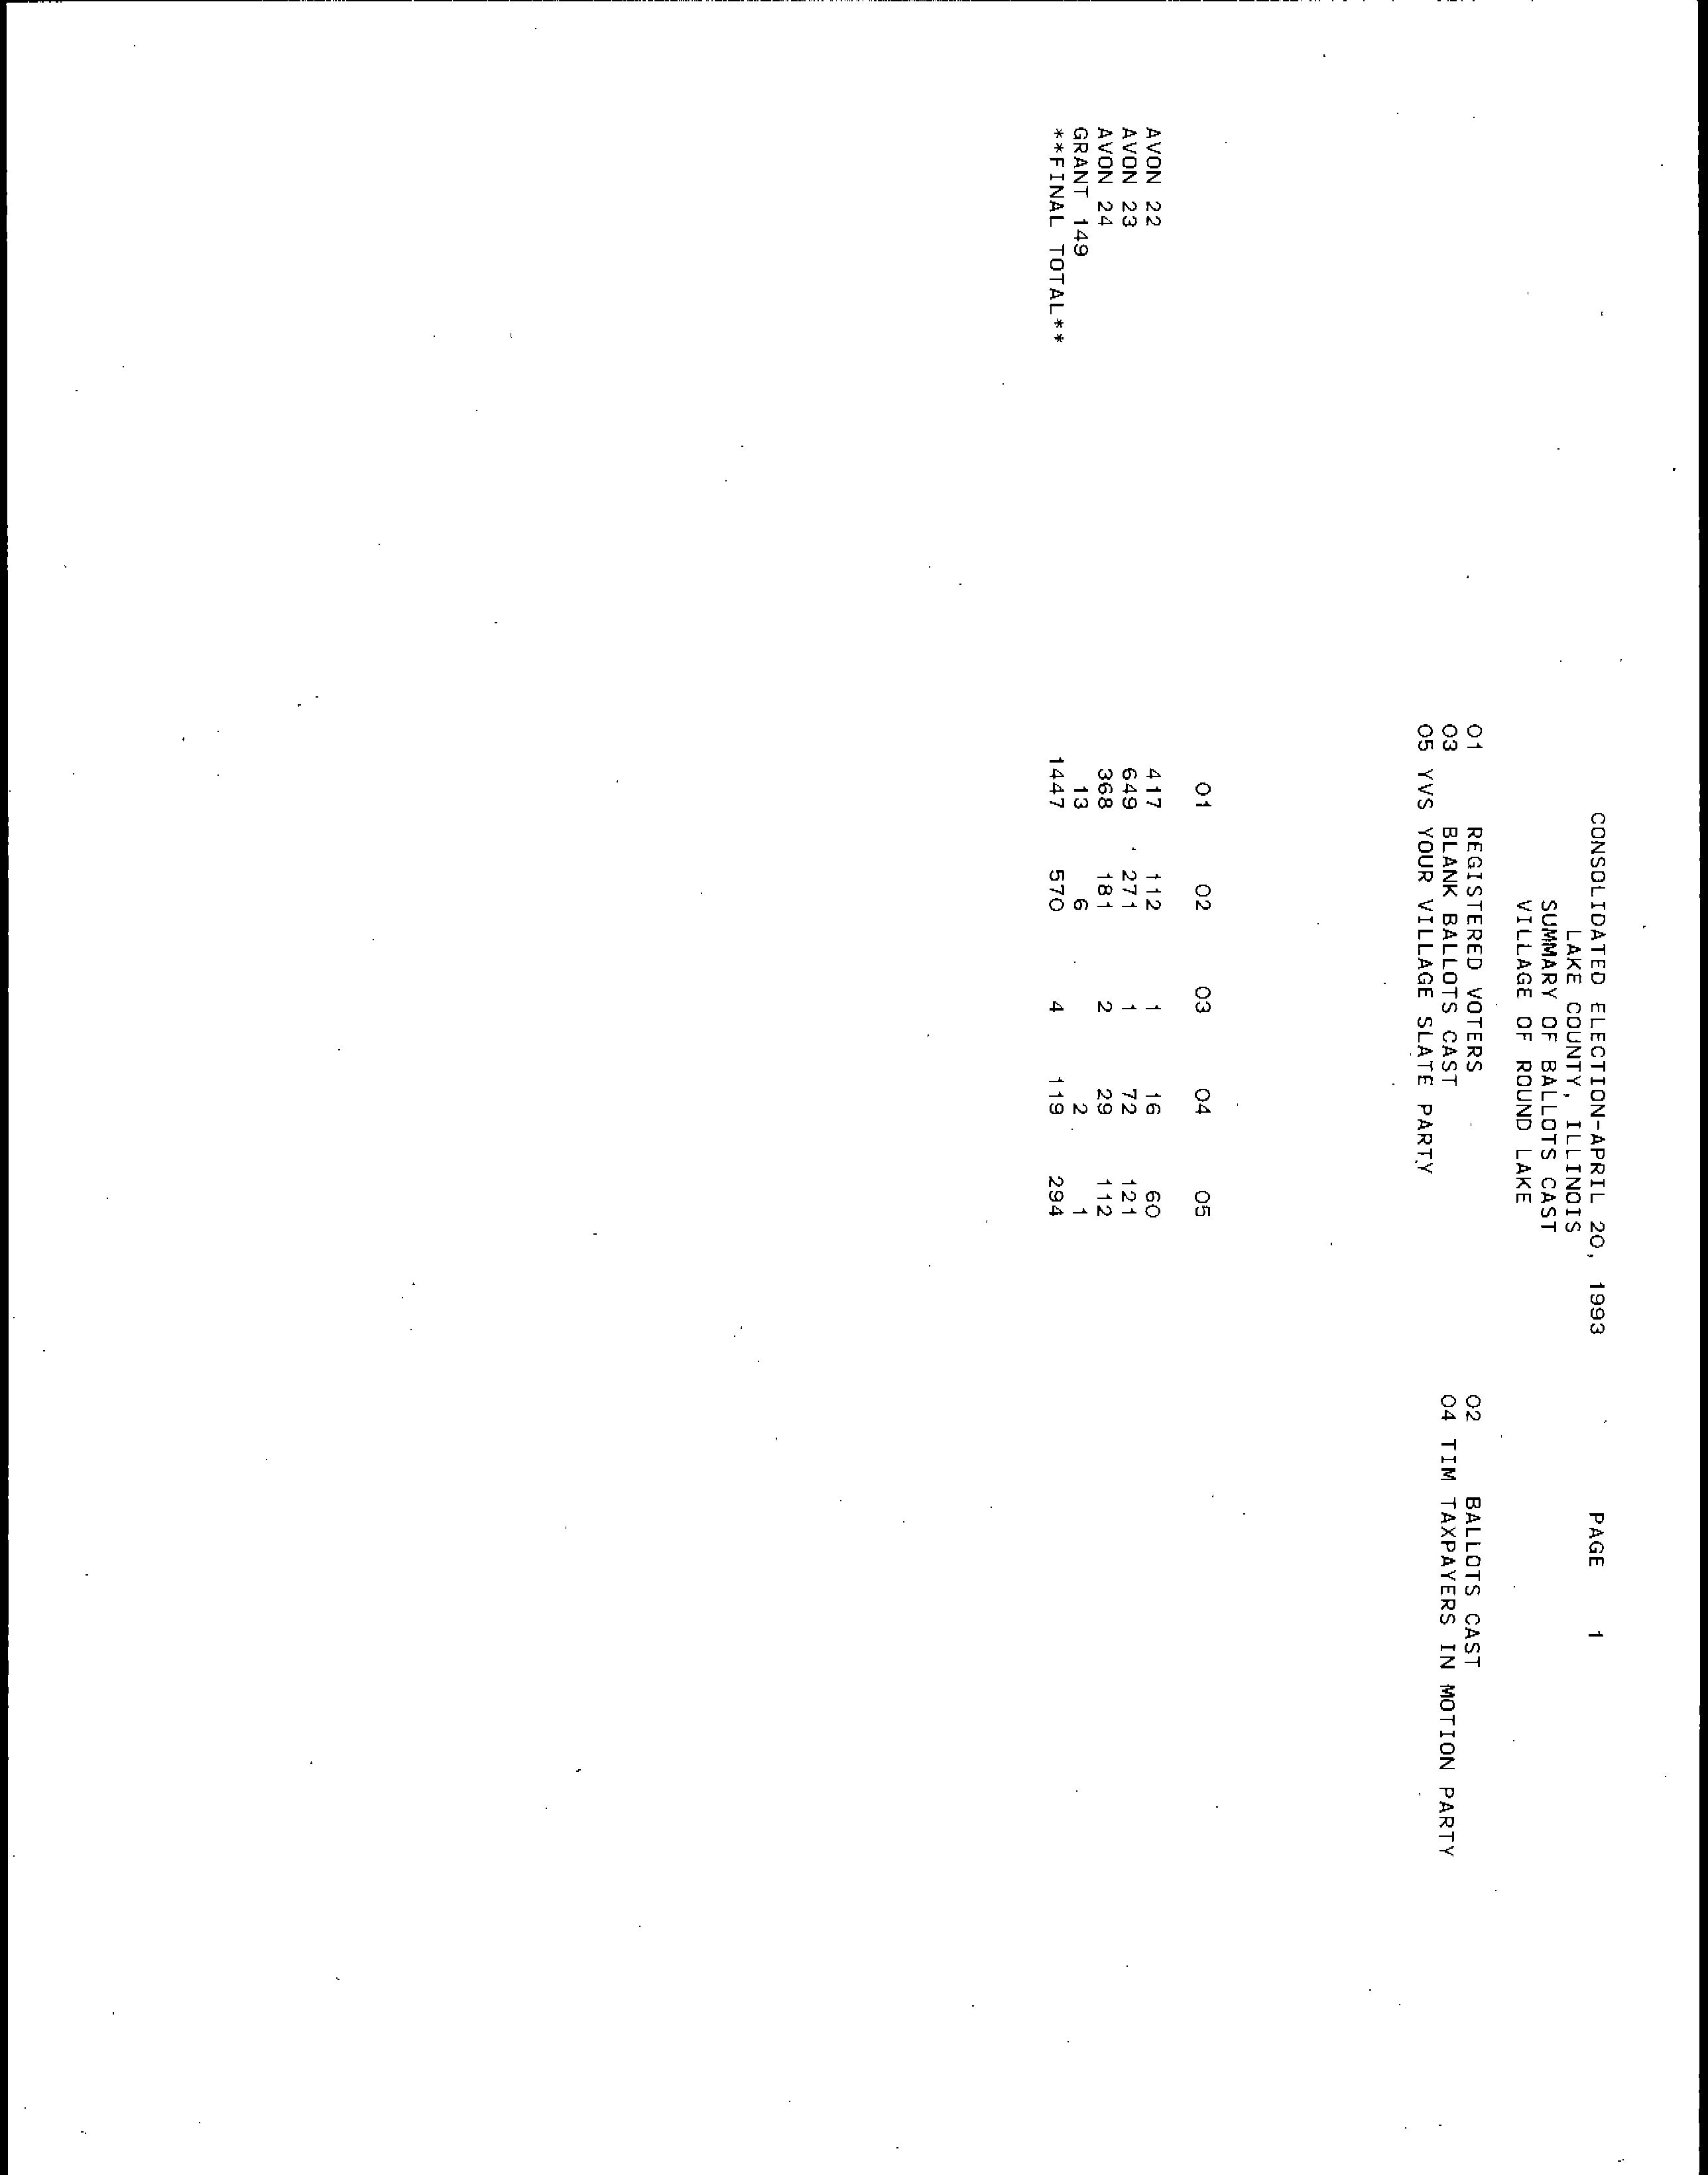 CONSOLIDATED ELECTION-APRIL 20, 1993 PAGE 1
LAKE COUNTY, ILLINOIS
SUMMARY OF BALLOTS CAST
VILLAGE OF ROUND LAKE
01 REGISTERED VOTERS 02 BALLOTS CAST
03 BLANK BALLOTS CAST 04 TIM TAXPAYERS IN MOTION PARTY
05 YVS YOUR VILLAGE SLATE PARTY
01 02 03 04 05
AVON 22 417 112 1 16 60
AVON 23 649 271 1 72 121
AVON 24 368 181 2 29 112
GRANT 149 13 6 2 1
**FINAL TOTAL** 1447 570 4 119 294